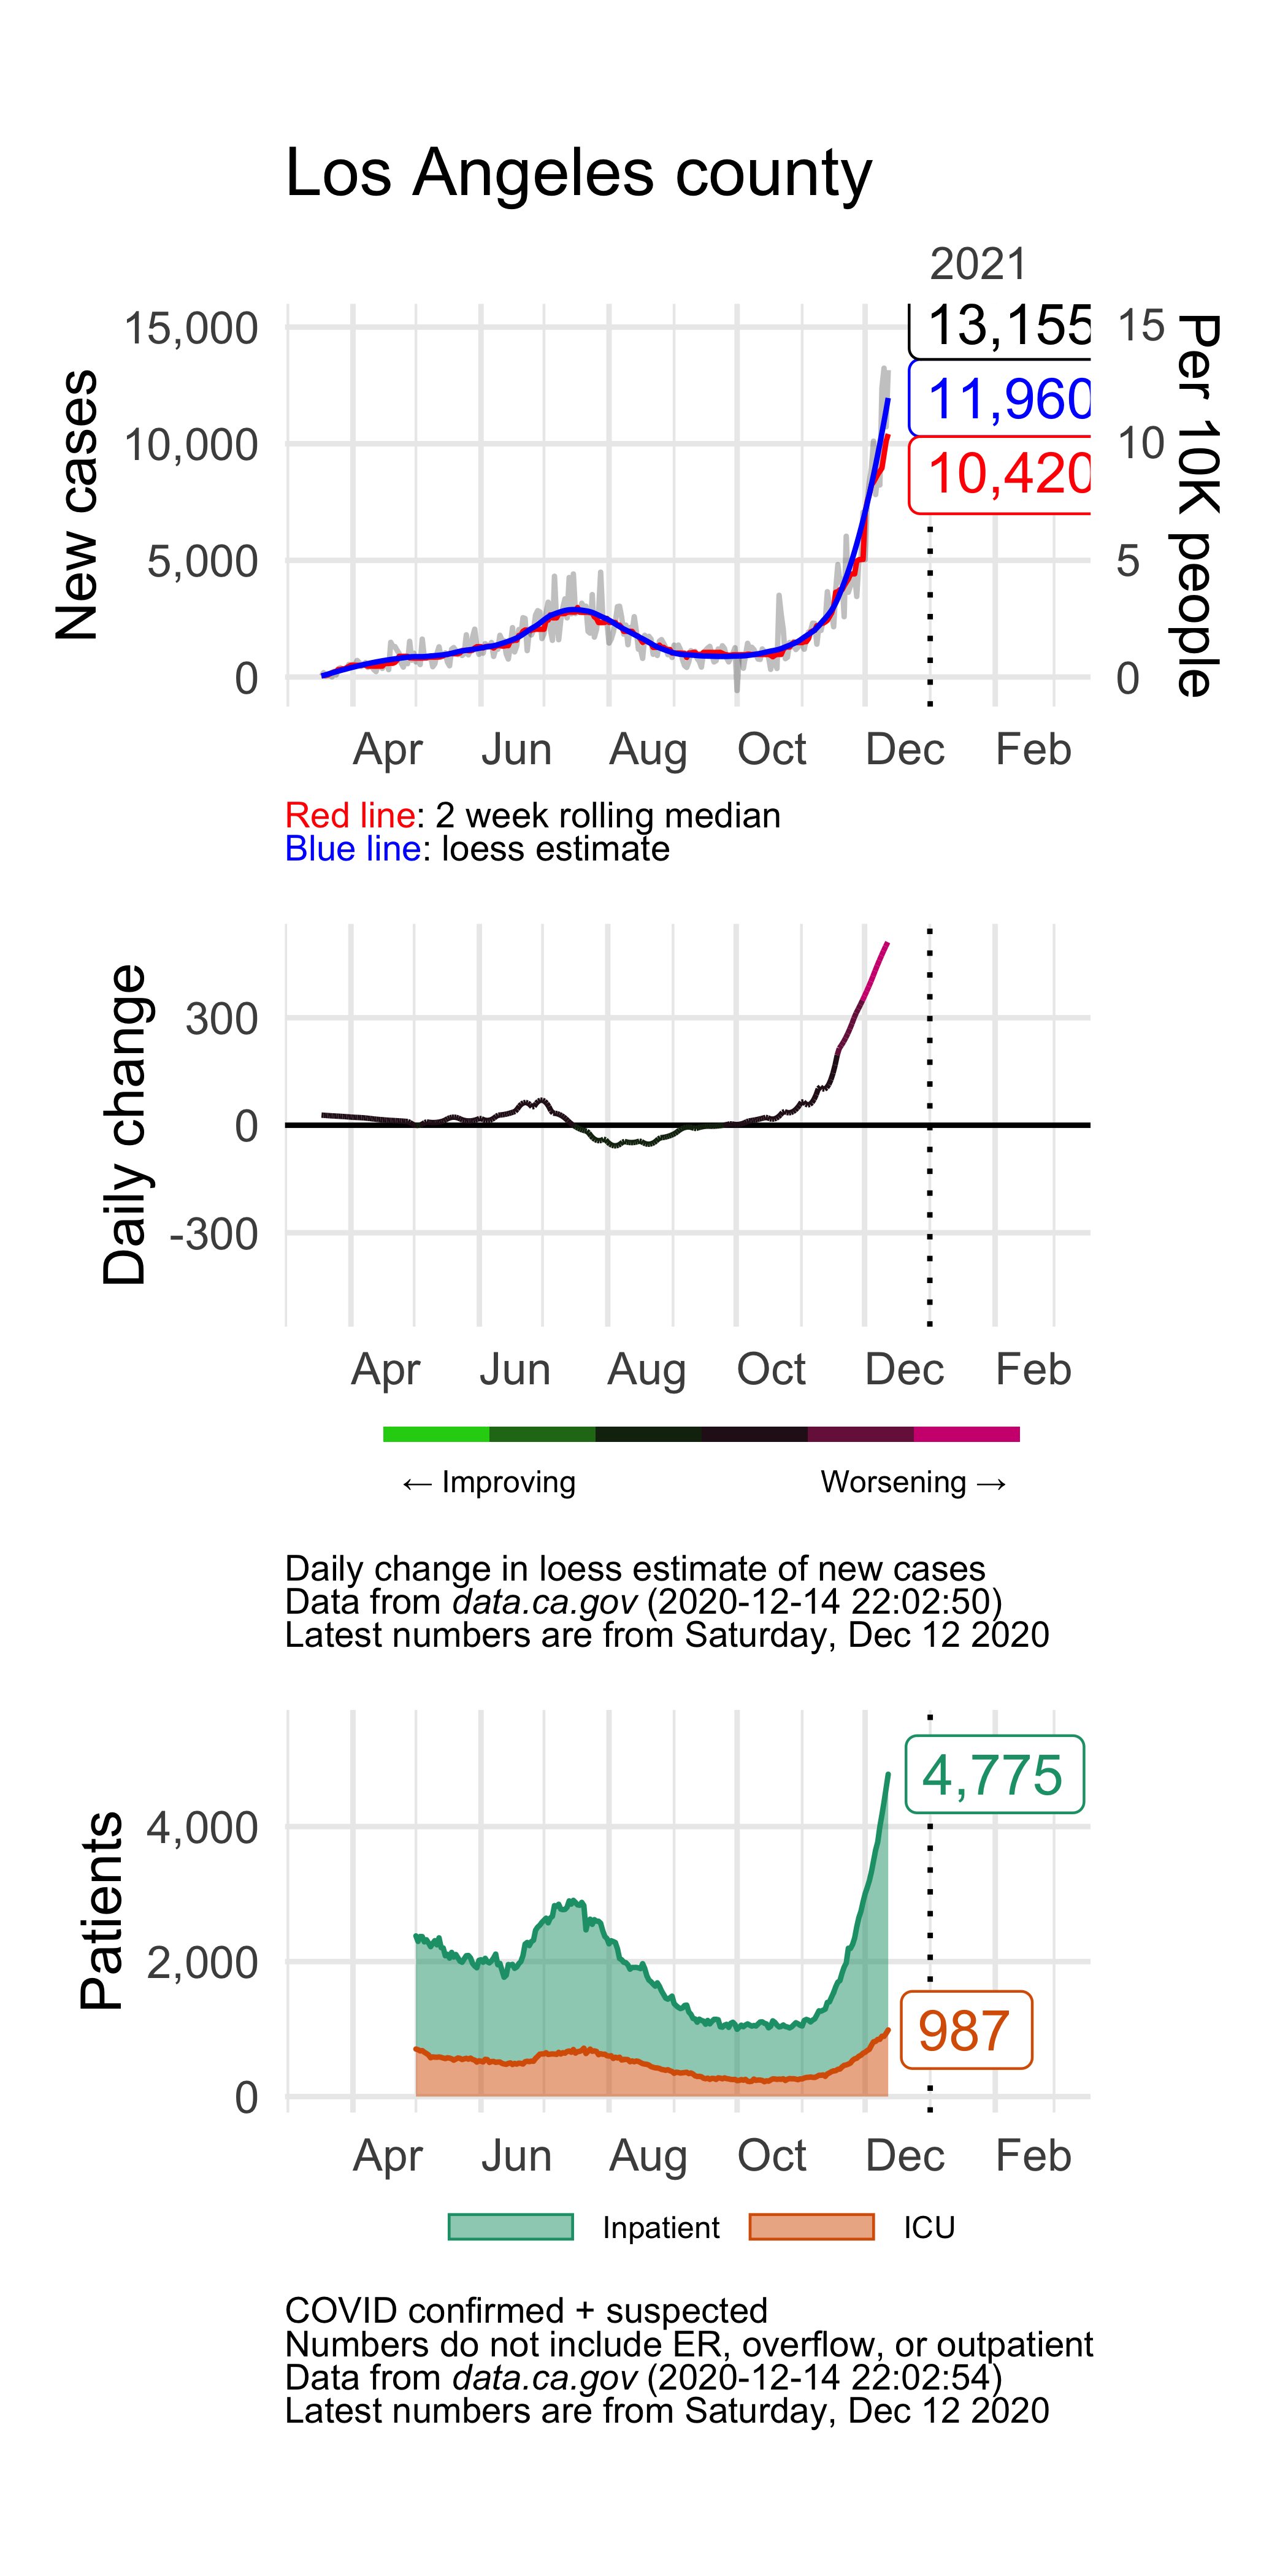 Los Angeles county
2021
13,155
11,960
10,420
15,000
10,000
5,000
0
15
10
5
0
New cases
Per 10K people
Apr Jun Aug Oct Dec Feb
Red line: 2 week rolling median
Blue line: loess estimate
Daily change
300
0
-300
Apr Jun Aug Oct Dec Feb
← Improving Worsening →
Daily change in loess estimate of new cases
Data from data.ca.gov (2020-12-14 22:02:50)
Latest numbers are from Saturday, Dec 12 2020
Patients
4,775
4,000
2,000
987
0
Apr Jun Aug Oct Dec Feb
Inpatient ICU
COVID confirmed + suspected
Numbers do not include ER, overflow, or outpatient
Data from data.ca.gov (2020-12-14 22:02:54)
Latest numbers are from Saturday, Dec 12 2020